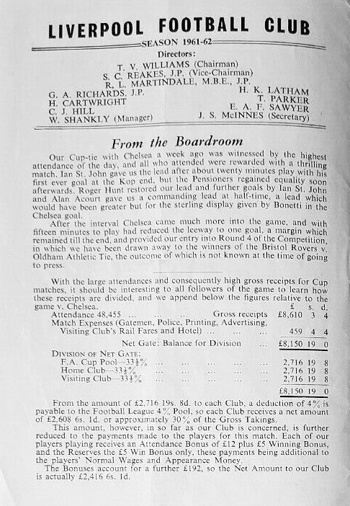 LIVERPOOL FOOTBALL CLUB
SEASON 1961-62
Directors:
T. V. WILLIAMS (Chairman)
S. C. REAKES, J.P. (Vice-Chairman)
R. L. MARTINDALE, M.B.E., J.P.
G. A. RICHARDS, J.P. H. K. LATHAM
H. CARTWRIGHT T. PARKER
C. J. HILL E. A. F. SAWYER
W. SHANKLY (Manager) J. S. McINNES (Secretary)
From the Boardroom
Our Cup-tie with Chelsea a week ago was witnessed by the highest
attendance of the day, and all who attended were rewarded with a thrilling
match. Ian St. John gave us the lead after about twenty minutes play with his
first ever goal at the Kop end, but the Pensioners regained equality soon
afterwards. Roger Hunt restored our lead and further goals by Ian St. John
and Alan Acourt gave us a commanding lead at half-time, a lead which
would have been greater but for the sterling display given by Bonetti in the
Chelsea goal.
After the interval Chelsea came much more into the game, and with
fifteen minutes to play had reduced the leeway to one goal, a margin which
remained till the end, and provided our entry into Round 4 of the Competition,
in which we have been drawn away to the winners of the Bristol Rovers v.
Oldham Athletic Tie, the outcome of which is not known at the time of going
to press.
With the large attendances and consequently high gross receipts for Cup
matches, it should be interesting to all followers of the game to learn how
these receipts are divided, and we append below the figures relative to the
game v. Chelsea. £ s. d.
Attendance 48,455 ... ... Gross receipts £8,610 3 4
Match Expenses (Gatemen, Police, Printing, Advertising,
Visiting Club's Rail Fares and Hotel) ... ... 459 4 4
Net Gate: Balance for Division ... £8,150 19 0
DIVISION OF NET GATE:
F.A. Cup Pool—33⅓% ... ... ... 2,716 19 8
Home Club—33⅓% ... ... ... 2,716 19 8
Visiting Club—33⅓% ... ... ... 2,716 19 8
£8,150 19 0
From the amount of £2,716 19s. 8d. to each Club, a deduction of 4% is
payable to the Football League 4% Pool, so each Club receives a net amount
of £2,608 6s. 1d. or approximately 30% of the Gross Takings.
This amount, however, in so far as our Club is concerned, is further
reduced to the payments made to the players for this match. Each of our
players playing receives an Attendance Bonus of £12 plus £5 Winning Bonus,
and the Reserves the £5 Win Bonus only, these payments being additional to
the players' Normal Wages and Appearance Money.
The Bonuses account for a further £192, so the Net Amount to our Club
is actually £2,416 6s. 1d.